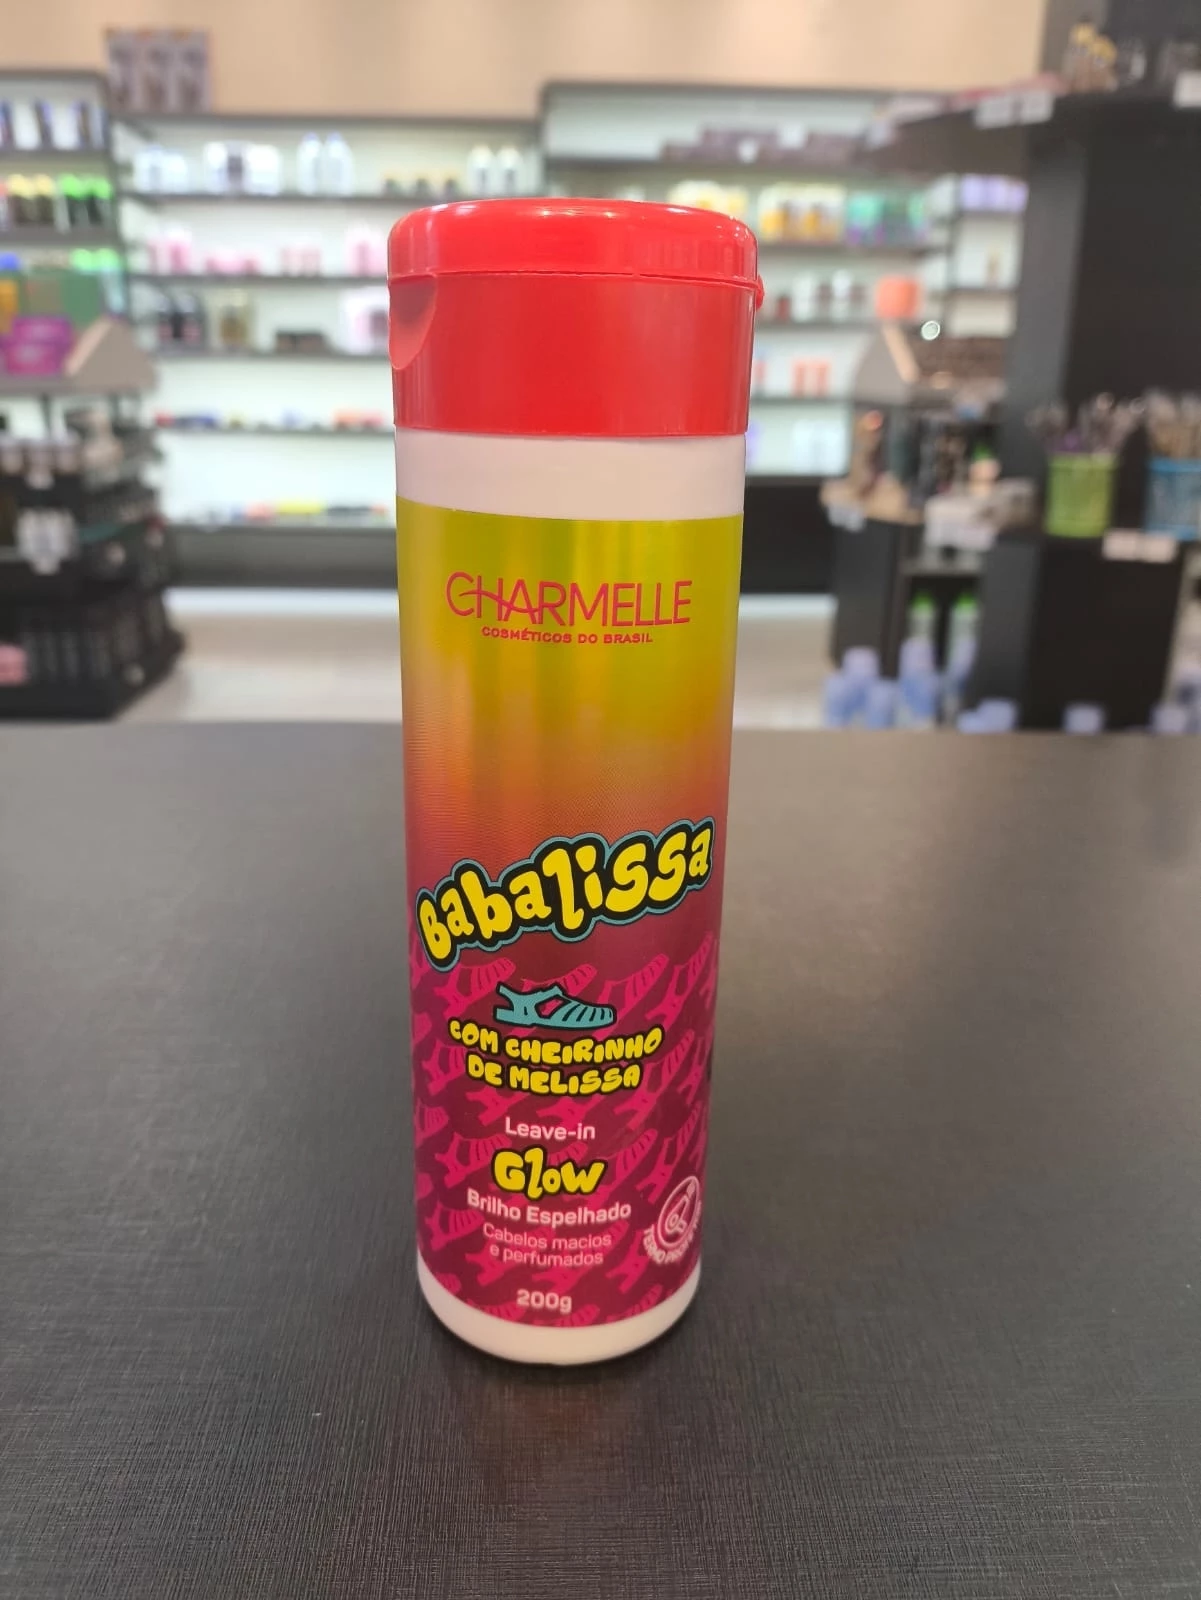 CHARMELLE
COSMÉTICOS DO BRASIL
Babalissa
COM CHEIRINHO
DE MELISSA
Leave-in
Glow
Brilho Espelhado
Cabelos macios
e perfumados
200g